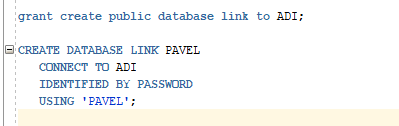 grant create public database link to ADI;
CREATE DATABASE LINK PAVEL
CONNECT TO ADI
IDENTIFIED BY PASSWORD
USING 'PAVEL';